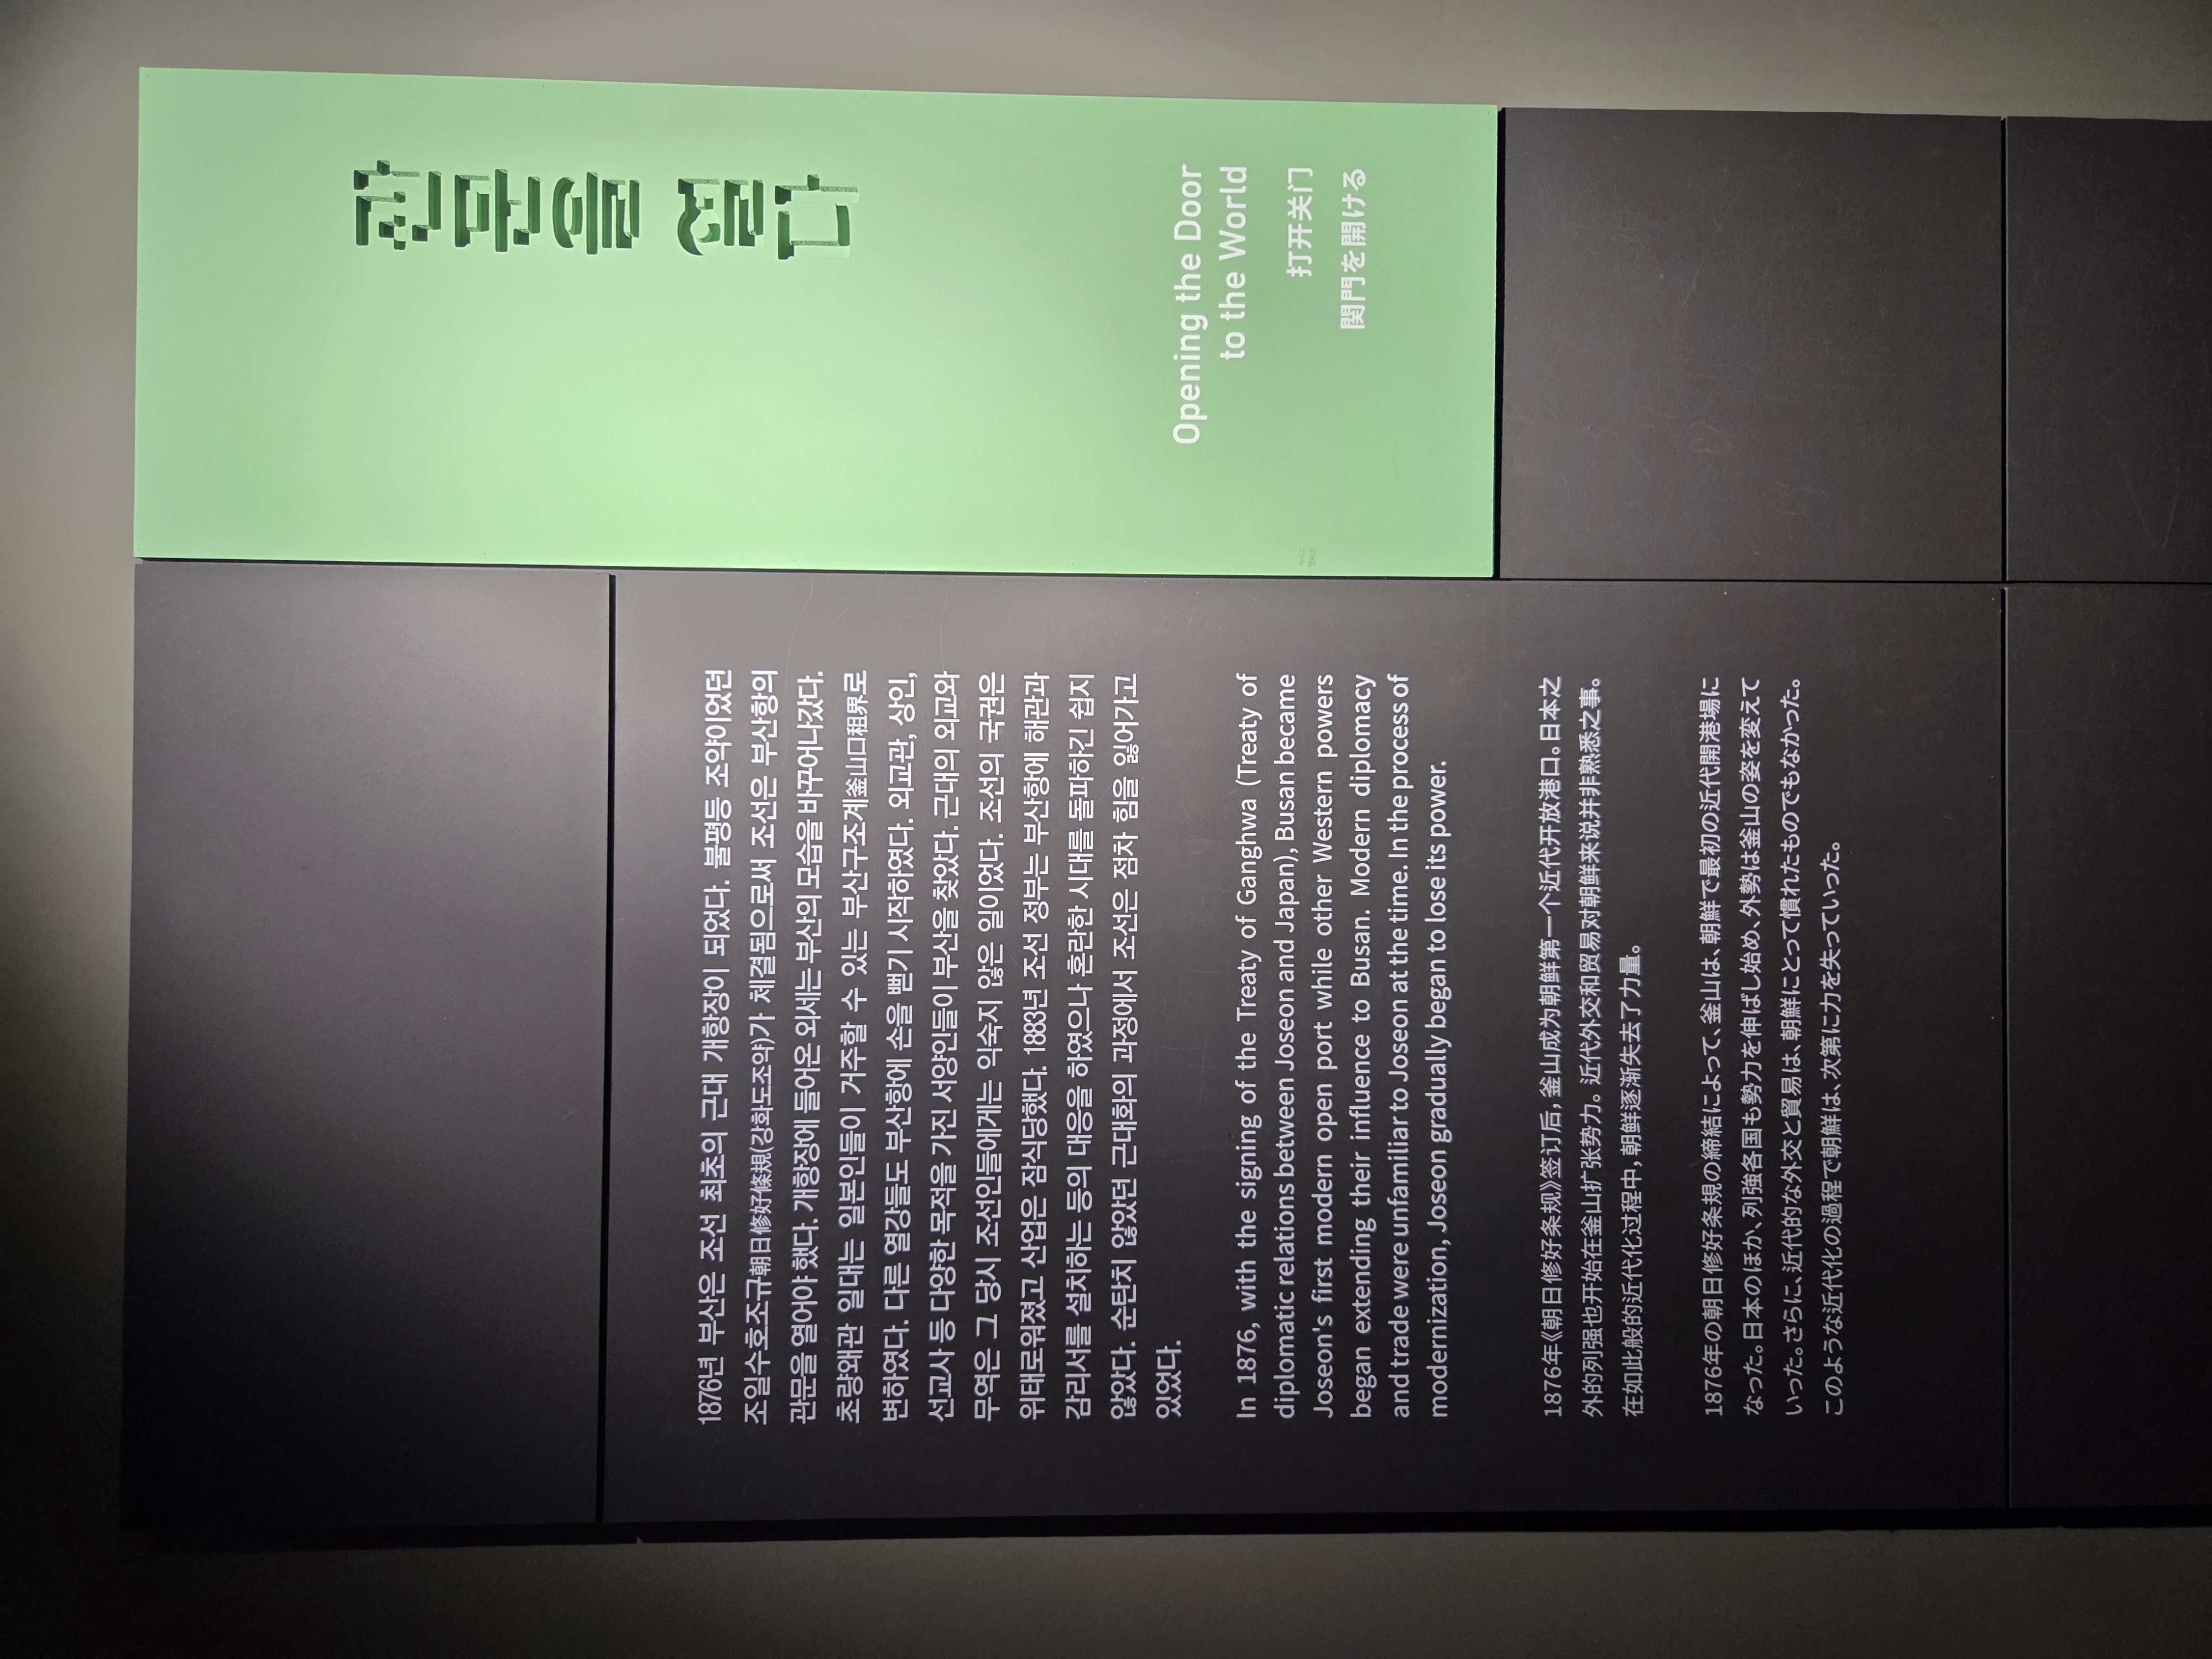 관문을 열다
Opening the Door
to the World
打开关门
関門を開ける
1876년 부산은 조선 최초의 근대 개항장이 되었다. 불평등 조약이었던
조일수호조규朝日修好條規(강화도조약)가 체결됨으로써 조선은 부산항의
관문을 열어야 했다. 개항장에 들어온 외세는 부산의 모습을 바꾸어나갔다.
초량왜관 일대는 일본인들이 거주할 수 있는 부산구조계釜山口租界로
변하였다. 다른 열강들도 부산항에 손을 뻗기 시작하였다. 외교관, 상인,
선교사 등 다양한 목적을 가진 서양인들이 부산을 찾았다. 근대의 외교와
무역은 그 당시 조선인들에게는 익숙지 않은 일이었다. 조선의 국권은
위태로워졌고 산업은 잠식당했다. 1883년 조선 정부는 부산항에 해관과
감리서를 설치하는 등의 대응을 하였으나 혼란한 시대를 돌파하긴 쉽지
않았다. 순탄치 않았던 근대화의 과정에서 조선은 점차 힘을 잃어가고
있었다.
In 1876, with the signing of the Treaty of Ganghwa (Treaty of
diplomatic relations between Joseon and Japan), Busan became
Joseon's first modern open port while other Western powers
began extending their influence to Busan. Modern diplomacy
and trade were unfamiliar to Joseon at the time. In the process of
modernization, Joseon gradually began to lose its power.
1876年《朝日修好条规》签订后, 釜山成为朝鲜第一个近代开放港口。日本之
外的列强也开始在釜山扩张势力。近代外交和贸易对朝鲜来说并非熟悉之事。
在如此般的近代化过程中, 朝鲜逐渐失去了力量。
1876年の朝日修好条規の締結によって、釜山は、朝鮮で最初の近代開港場に
なった。日本のほか、列強各国も勢力を伸ばし始め、外勢は釜山の姿を変えて
いった。さらに、近代的な外交と貿易は、朝鮮にとって慣れたものでもなかった。
このような近代化の過程で朝鮮は、次第に力を失っていった。